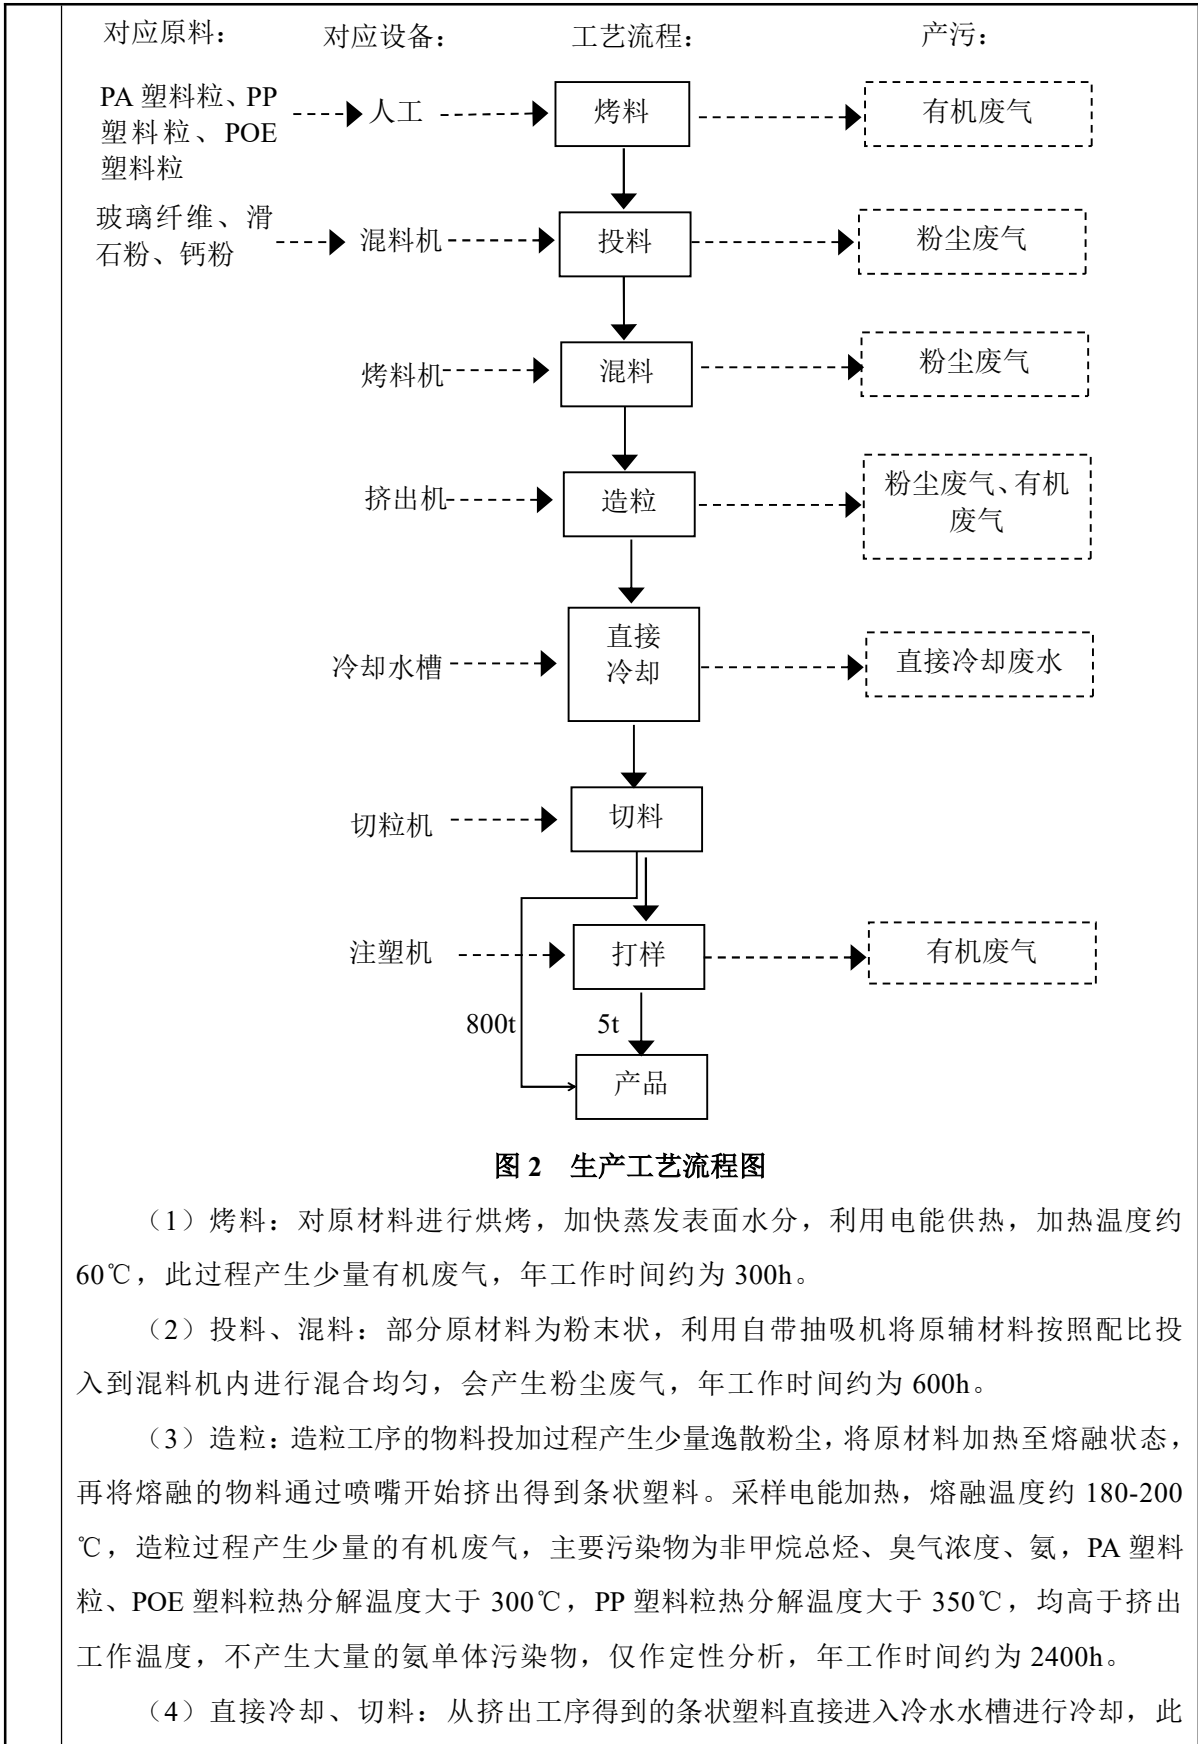 对应原料：
对应设备：
工艺流程：
产污：
PA 塑料粒、PP
塑料粒、POE
塑料粒
人工
烤料
有机废气
玻璃纤维、滑
石粉、钙粉
混料机
投料
粉尘废气
烤料机
混料
粉尘废气
挤出机
造粒
粉尘废气、有机
废气
冷却水槽
直接
冷却
直接冷却废水
切粒机
切料
注塑机
打样
有机废气
800t
5t
产品
图 2 生产工艺流程图
（1）烤料：对原材料进行烘烤，加快蒸发表面水分，利用电能供热，加热温度约
60℃，此过程产生少量有机废气，年工作时间约为 300h。
（2）投料、混料：部分原材料为粉末状，利用自带抽吸机将原辅材料按照配比投
入到混料机内进行混合均匀，会产生粉尘废气，年工作时间约为 600h。
（3）造粒：造粒工序的物料投加过程产生少量逸散粉尘，将原材料加热至熔融状态，
再将熔融的物料通过喷嘴开始挤出得到条状塑料。采样电能加热，熔融温度约 180-200
℃，造粒过程产生少量的有机废气，主要污染物为非甲烷总烃、臭气浓度、氨，PA 塑料
粒、POE 塑料粒热分解温度大于 300℃，PP 塑料粒热分解温度大于 350℃，均高于挤出
工作温度，不产生大量的氨单体污染物，仅作定性分析，年工作时间约为 2400h。
（4）直接冷却、切料：从挤出工序得到的条状塑料直接进入冷水水槽进行冷却，此